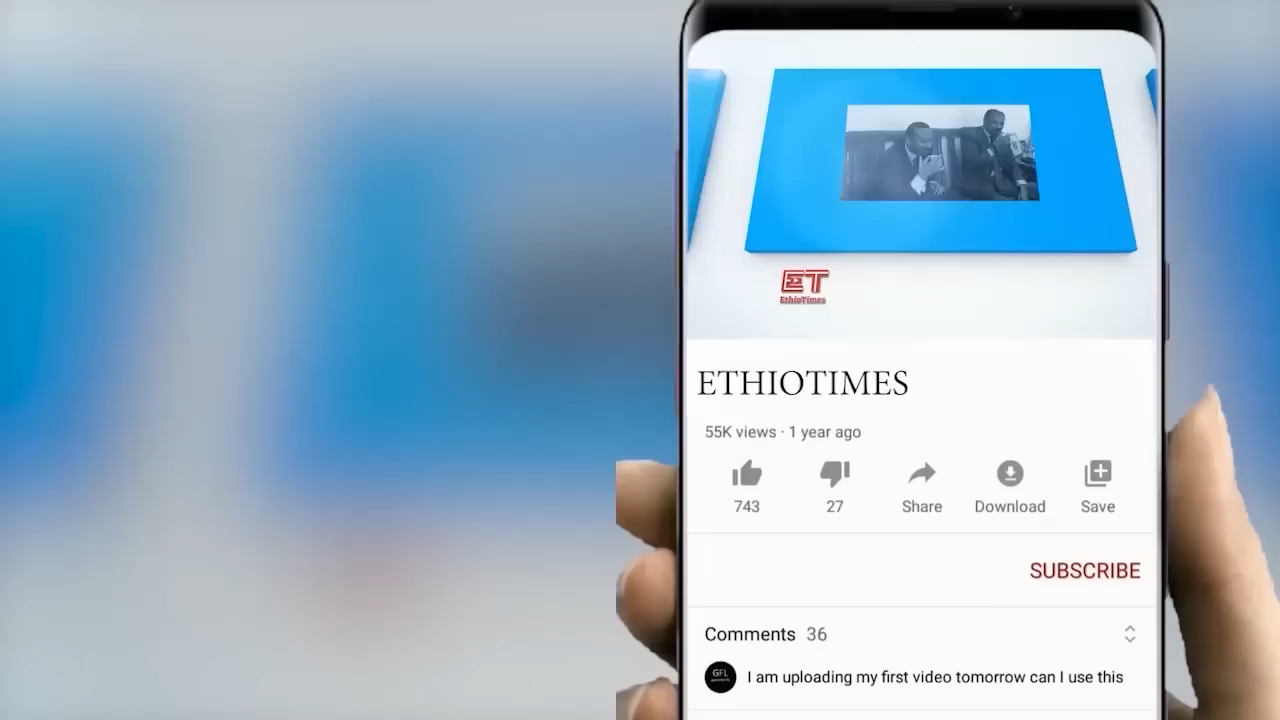 ET
EthioTimes
ETHIOTIMES
55K views · 1 year ago
743
27
Share
Download
Save
SUBSCRIBE
Comments 36
GFL
I am uploading my first video tomorrow can I use this